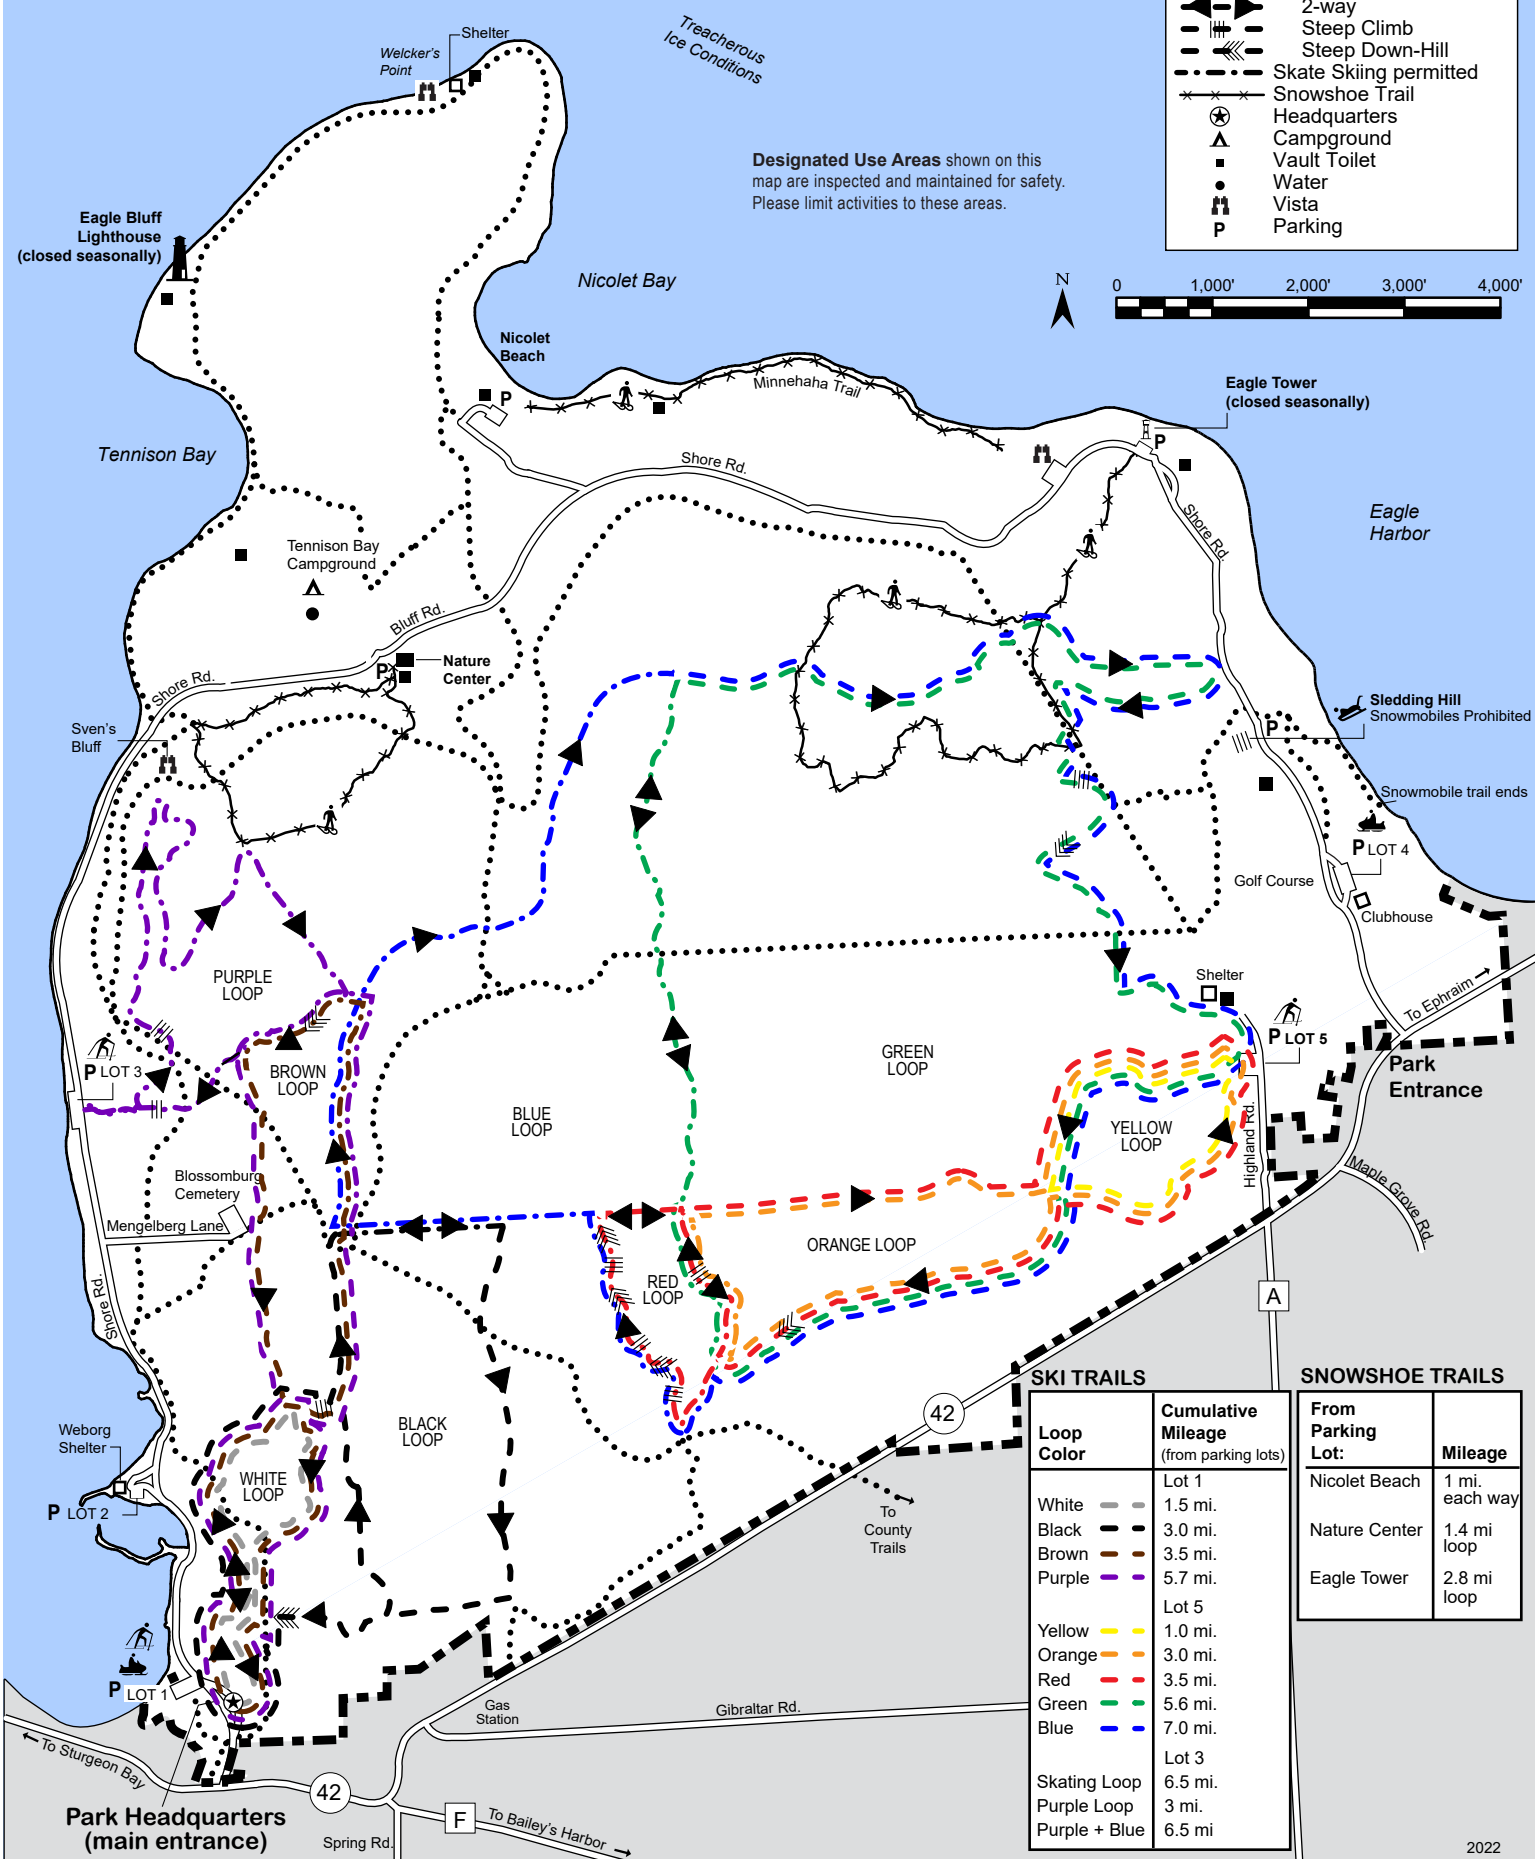 2-way
Steep Climb
Steep Down-Hill
Skate Skiing permitted
Snowshoe Trail
Headquarters
Campground
Vault Toilet
Water
Vista
P Parking
Treacherous
Ice Conditions
Shelter
Welcker's
Point
Designated Use Areas shown on this
map are inspected and maintained for safety.
Please limit activities to these areas.
Eagle Bluff
Lighthouse
(closed seasonally)
Nicolet Bay
N
0 1,000' 2,000' 3,000' 4,000'
Nicolet
Beach
P
Minnehaha Trail
Eagle Tower
(closed seasonally)
P
Tennison Bay
Shore Rd.
Shore Rd.
Eagle
Harbor
Tennison Bay
Campground
Bluff Rd.
P
Nature
Center
Shore Rd.
Sven's
Bluff
Sledding Hill
Snowmobiles Prohibited
P
Snowmobile trail ends
P LOT 4
Golf Course
Clubhouse
PURPLE
LOOP
Shelter
To Ephraim
P LOT 5
P LOT 3
BROWN
LOOP
GREEN
LOOP
Park
Entrance
BLUE
LOOP
YELLOW
LOOP
Highland Rd.
Maple Grove Rd.
Blossomburg
Cemetery
Mengelberg Lane
ORANGE LOOP
RED
LOOP
Shore Rd.
A
42
BLACK
LOOP
Weborg
Shelter
WHITE
LOOP
P LOT 2
To
County
Trails
P LOT 1
Gas
Station
Gibraltar Rd.
To Sturgeon Bay
42
F
To Bailey's Harbor
Spring Rd.
Park Headquarters
(main entrance)
SKI TRAILS
Loop
Color
Cumulative
Mileage
(from parking lots)
Lot 1
White 1.5 mi.
Black 3.0 mi.
Brown 3.5 mi.
Purple 5.7 mi.
Lot 5
Yellow 1.0 mi.
Orange 3.0 mi.
Red 3.5 mi.
Green 5.6 mi.
Blue 7.0 mi.
Lot 3
Skating Loop 6.5 mi.
Purple Loop 3 mi.
Purple + Blue 6.5 mi
SNOWSHOE TRAILS
From
Parking
Lot:
Mileage
Nicolet Beach 1 mi.
each way
Nature Center 1.4 mi
loop
Eagle Tower 2.8 mi
loop
2022